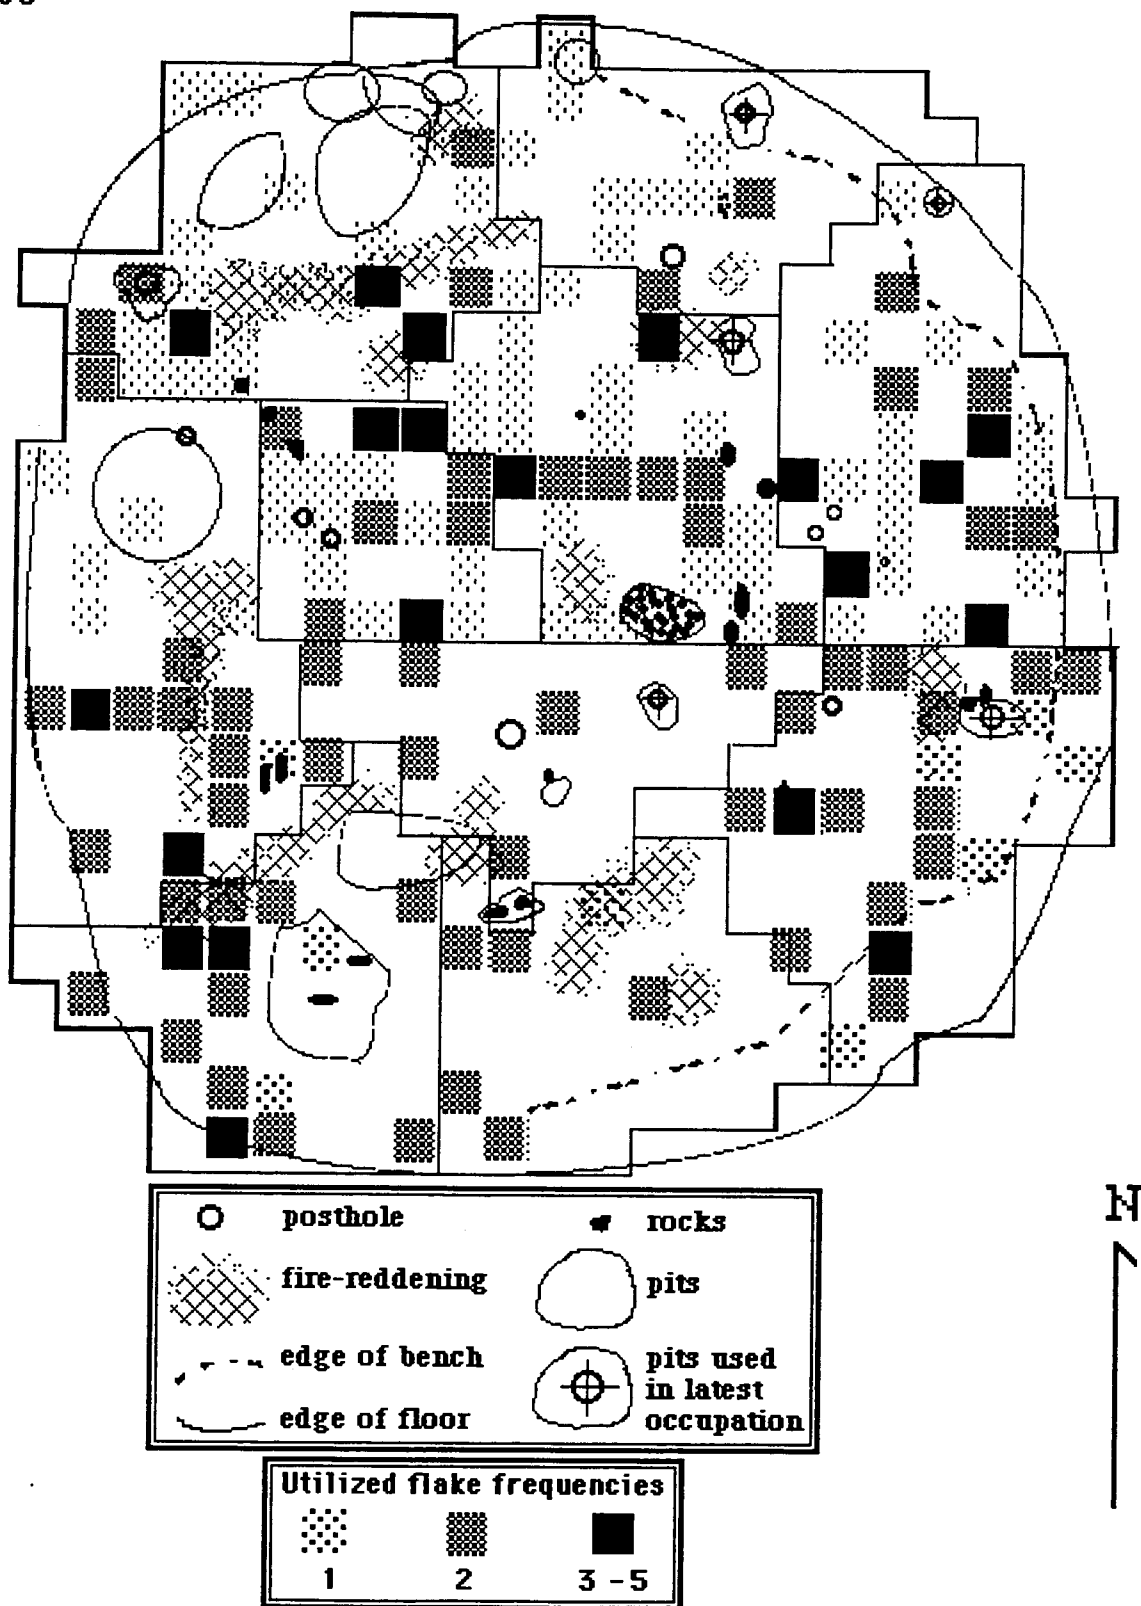 posthole
rocks
fire-reddening
pits
edge of bench
pits used
in latest
occupation
edge of floor
Utilized flake frequencies
1
2
3 - 5
N